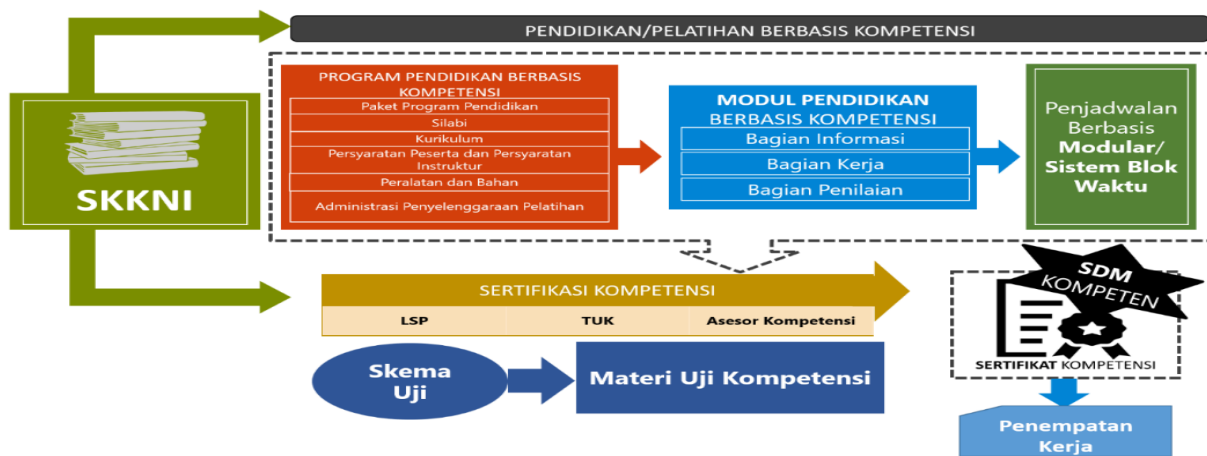 PENDIDIKAN/PELATIHAN BERBASIS KOMPETENSI
SKKNI
PROGRAM PENDIDIKAN BERBASIS
KOMPETENSI
Paket Program Pendidikan
Silabi
Kurikulum
Persyaratan Peserta dan Persyaratan
Instruktur
Peralatan dan Bahan
Administrasi Penyelenggaraan Pelatihan
MODUL PENDIDIKAN
BERBASIS KOMPETENSI
Bagian Informasi
Bagian Kerja
Bagian Penilaian
Penjadwalan
Berbasis
Modular/
Sistem Blok
Waktu
SERTIFIKASI KOMPETENSI
LSP
TUK
Asesor Kompetensi
Skema
Uji
Materi Uji Kompetensi
SDM
KOMPETEN
SERTIFIKAT KOMPETENSI
Penempatan
Kerja